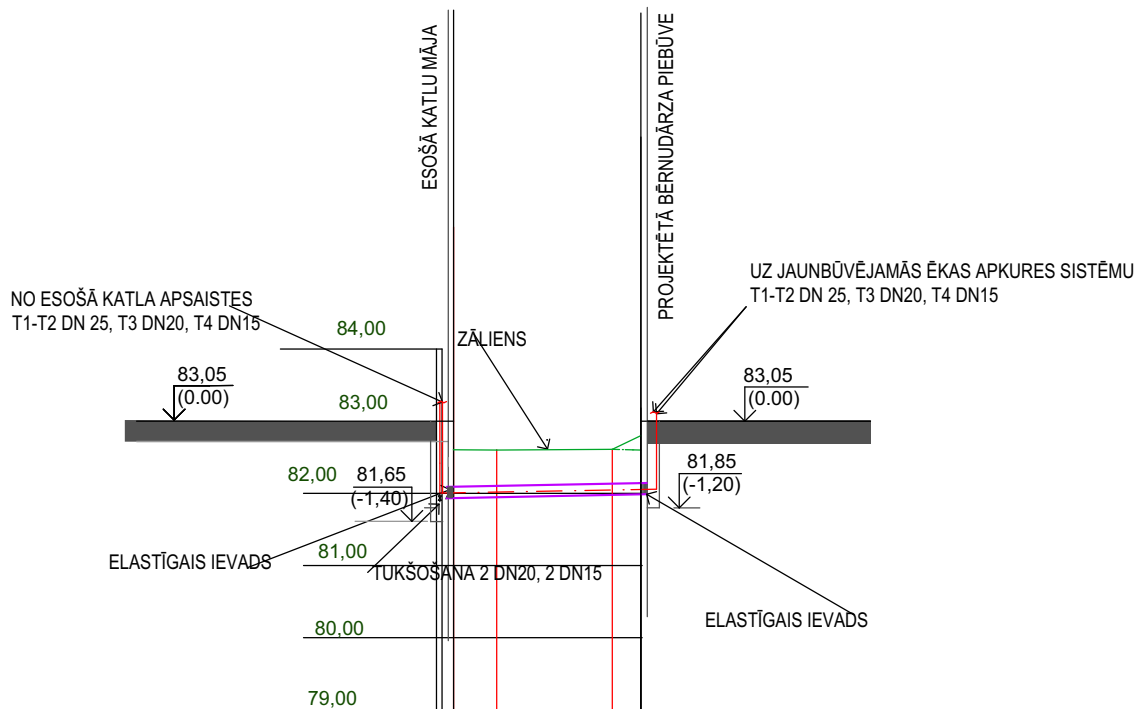 ESOŠĀ KATLU MĀJA
PROJEKTĒTĀ BĒRNUDĀRZA PIEBŪVE
NO ESOŠĀ KATLA APSAISTES
T1-T2 DN 25, T3 DN20, T4 DN15
UZ JAUNBŪVĒJAMĀS ĒKAS APKURES SISTĒMU
T1-T2 DN 25, T3 DN20, T4 DN15
84,00
ZĀLIENS
83,05
(0.00)
83,00
83,05
(0.00)
82,00
81,65
(-1,40)
81,85
(-1,20)
ELASTĪGAIS IEVADS
81,00
TUKŠOŠANA 2 DN20, 2 DN15
ELASTĪGAIS IEVADS
80,00
79,00